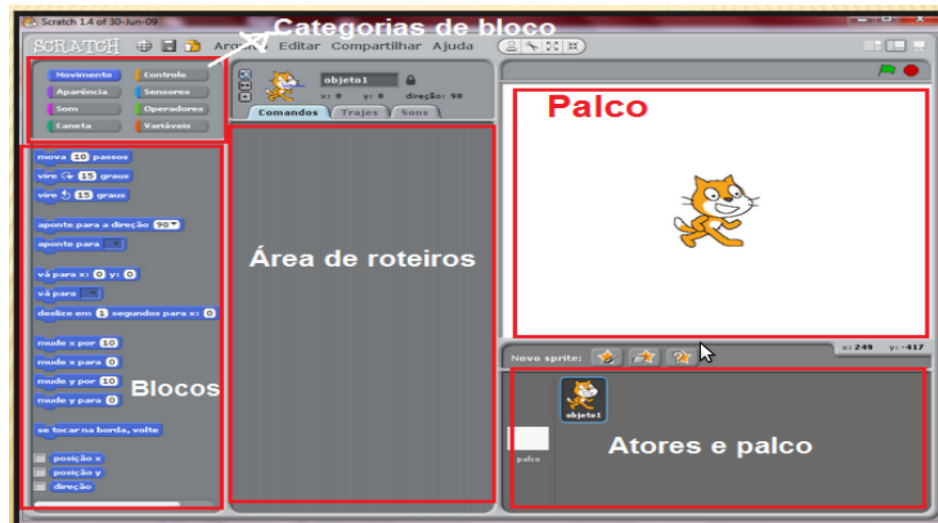 Scratch 1.4 of 30-Jun-09
Categorias de bloco
SCRATCH
Editar Compartilhar Ajuda
Movimento Controle
Aparência Sensores
Som Operadores
Caneta Variáveis
objeto1
x: 0 y: 0 direção: 90
Comandos Trajes Sons
mova 10 passos
vire 15 graus
vire 15 graus
aponte para a direção 90
aponte para
vá para x: 0 y: 0
vá para
deslize em 1 segundos para x: 0
mude x por 10
mude x para 0
mude y por 10
mude y para 0
Blocos
se tocar na borda, volte
posição x
posição y
direção
Área de roteiros
Palco
x: 249 y: -417
Novo sprite:
objeto1
palco
Atores e palco